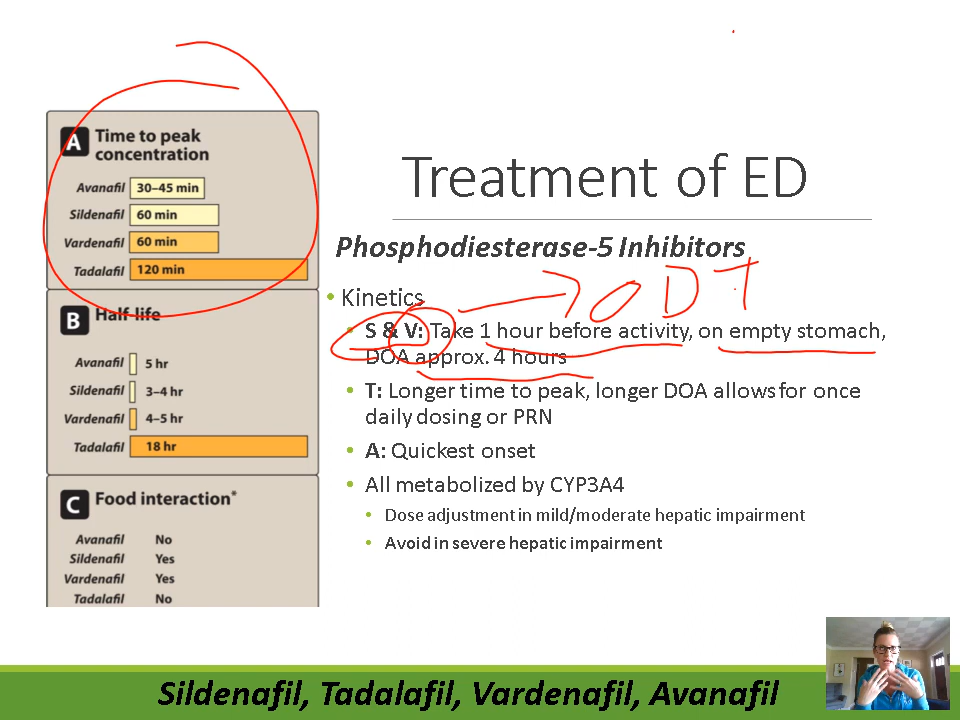 A Time to peak
concentration
Avanafil 30–45 min
Sildenafil 60 min
Vardenafil 60 min
Tadalafil 120 min
B Half-life
Avanafil 5 hr
Sildenafil 3–4 hr
Vardenafil 4–5 hr
Tadalafil 18 hr
C Food interaction*
Avanafil No
Sildenafil Yes
Vardenafil Yes
Tadalafil No
Treatment of ED
Phosphodiesterase-5 Inhibitors
• Kinetics
ODT
• S & V: Take 1 hour before activity, on empty stomach,
DOA approx. 4 hours
• T: Longer time to peak, longer DOA allows for once
daily dosing or PRN
• A: Quickest onset
• All metabolized by CYP3A4
• Dose adjustment in mild/moderate hepatic impairment
• Avoid in severe hepatic impairment
Sildenafil, Tadalafil, Vardenafil, Avanafil